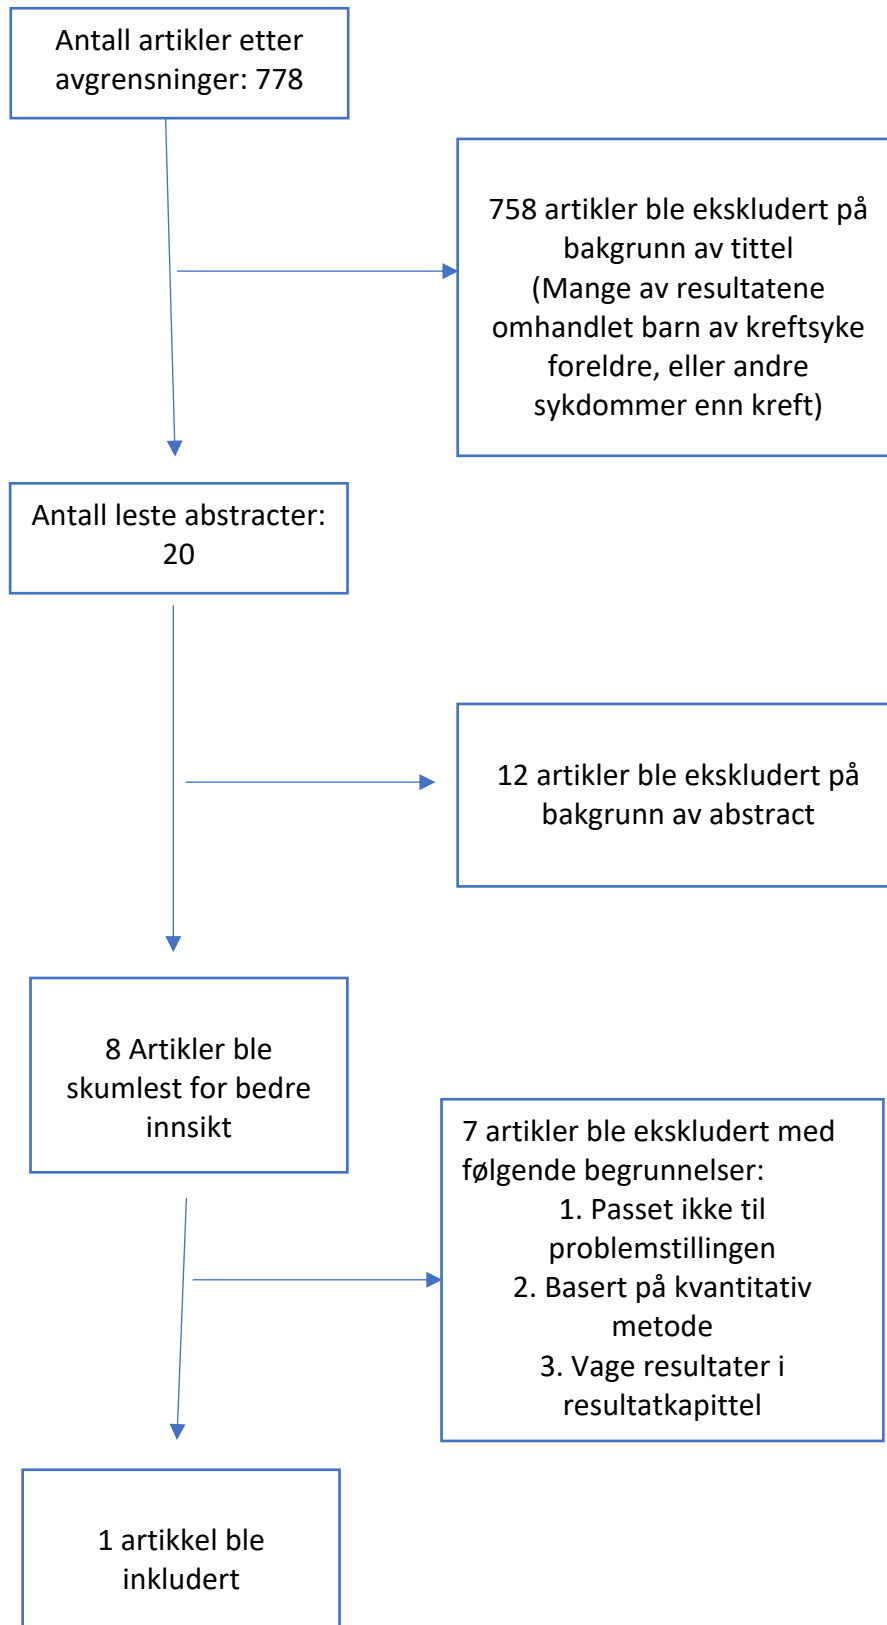 Antall artikler etter
avgrensninger: 778
758 artikler ble ekskludert på
bakgrunn av tittel
(Mange av resultatene
omhandlet barn av kreftsyke
foreldre, eller andre
sykdommer enn kreft)
Antall leste abstracter:
20
12 artikler ble ekskludert på
bakgrunn av abstract
8 Artikler ble
skumlest for bedre
innsikt
7 artikler ble ekskludert med
følgende begrunnelser:
1. Passet ikke til
problemstillingen
2. Basert på kvantitativ
metode
3. Vage resultater i
resultatkapittel
1 artikkel ble
inkludert